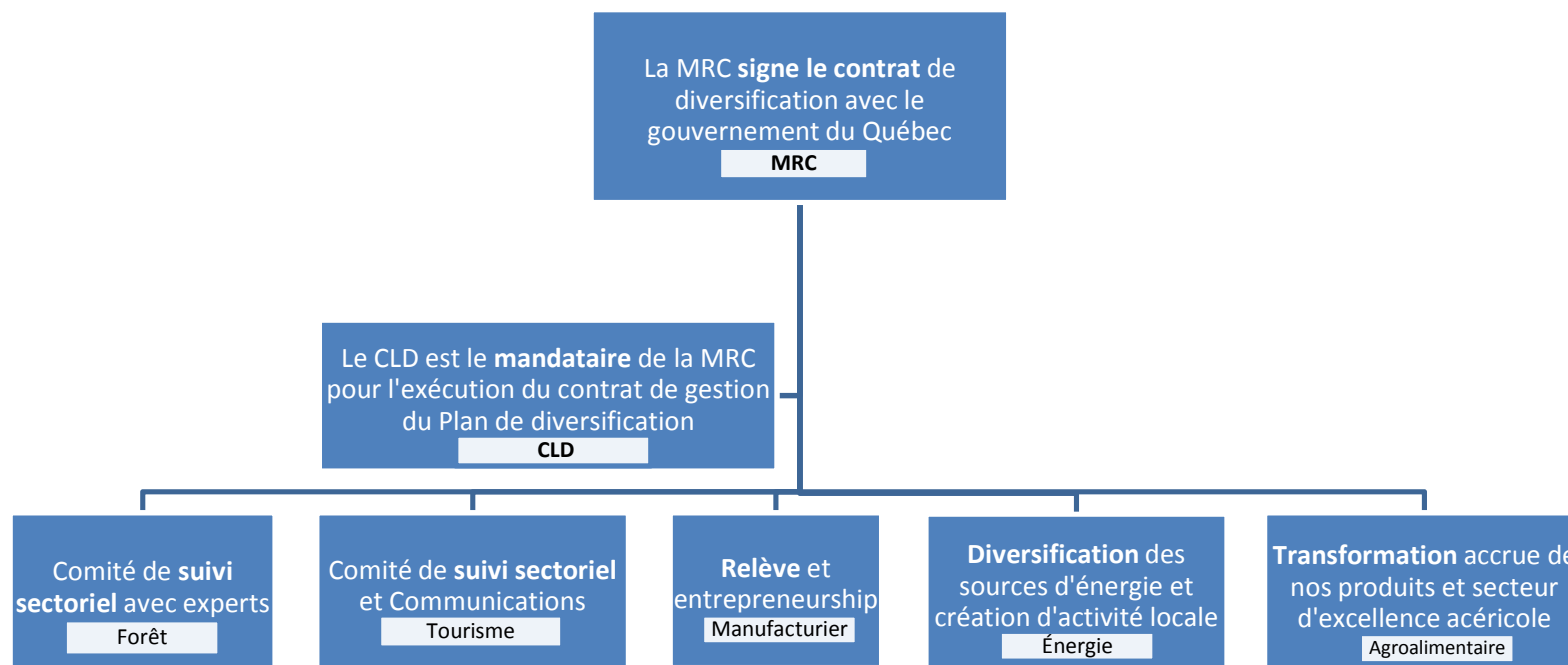 La MRC signe le contrat de
diversification avec le
gouvernement du Québec
MRC
Le CLD est le mandataire de la MRC
pour l'exécution du contrat de gestion
du Plan de diversification
CLD
Comité de suivi
sectoriel avec experts
Forêt
Comité de suivi sectoriel
et Communications
Tourisme
Relève et
entrepreneurship
Manufacturier
Diversification des
sources d'énergie et
création d'activité locale
Énergie
Transformation accrue de
nos produits et secteur
d'excellence acéricole
Agroalimentaire